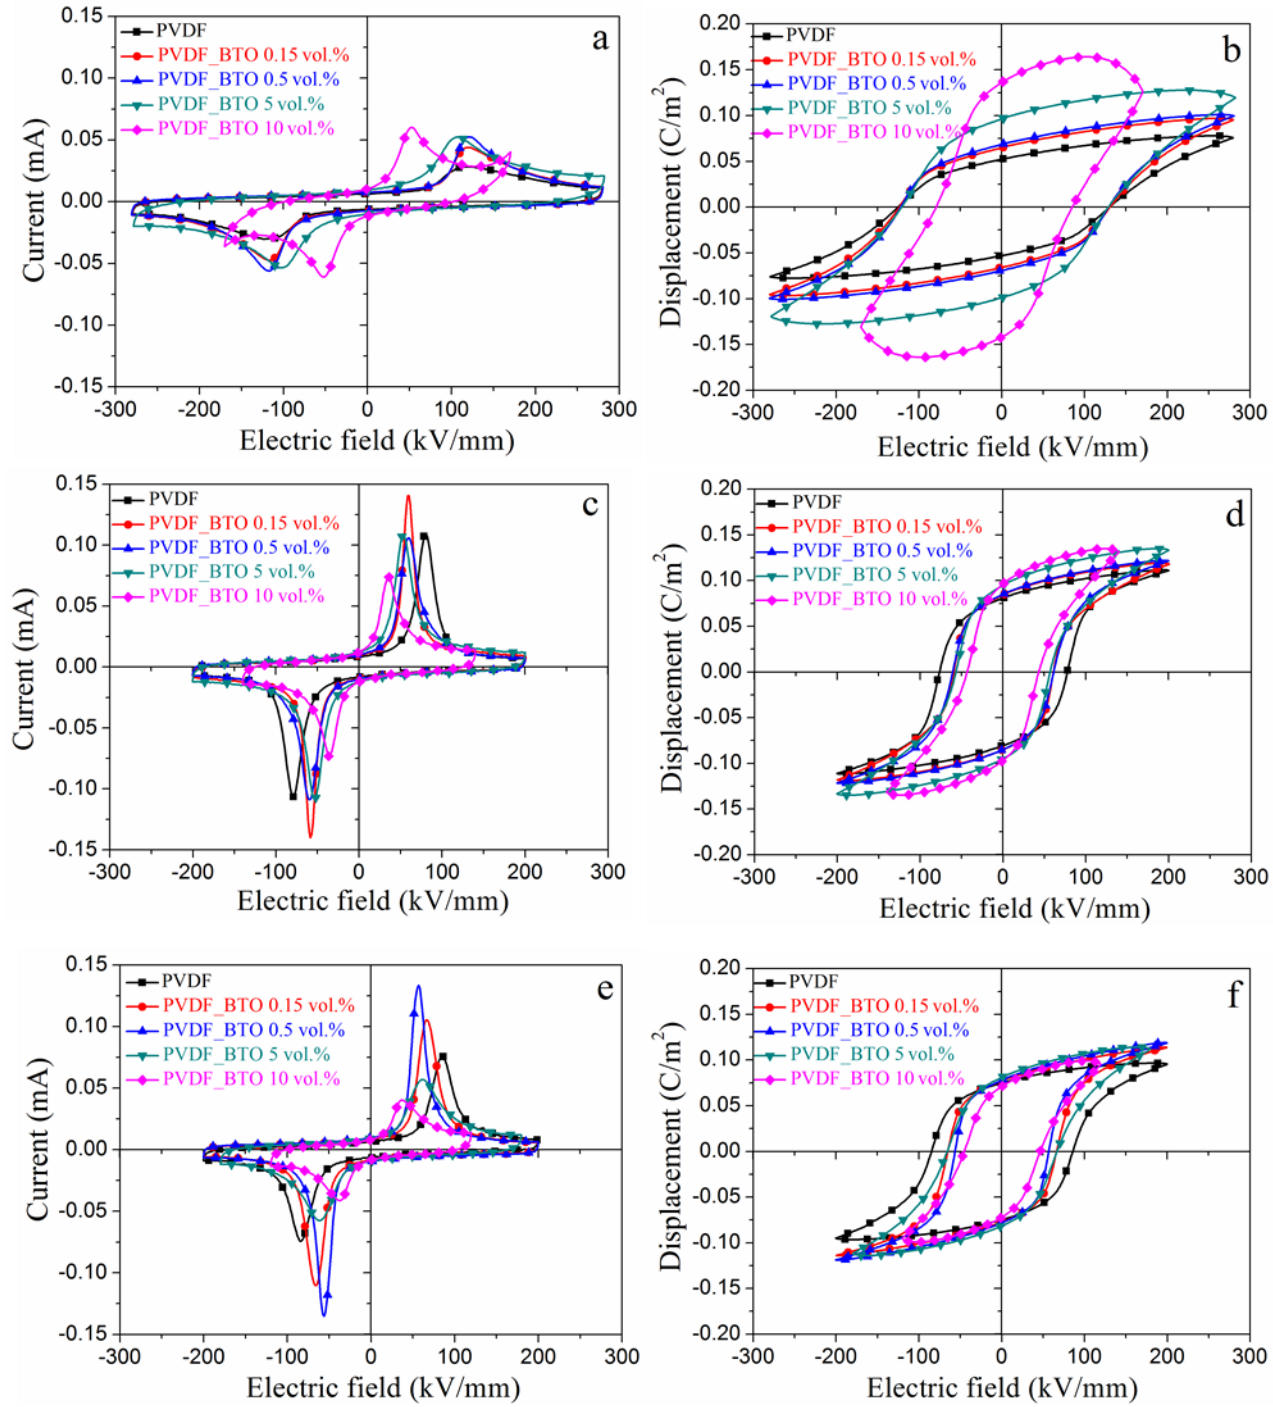 a
PVDF
PVDF_BTO 0.15 vol.%
PVDF_BTO 0.5 vol.%
PVDF_BTO 5 vol.%
PVDF_BTO 10 vol.%
Current (mA)
0.15
0.10
0.05
0.00
-0.05
-0.10
-0.15
-300 -200 -100 0 100 200 300
Electric field (kV/mm)
b
PVDF
PVDF_BTO 0.15 vol.%
PVDF_BTO 0.5 vol.%
PVDF_BTO 5 vol.%
PVDF_BTO 10 vol.%
Displacement (C/m²)
0.20
0.15
0.10
0.05
0.00
-0.05
-0.10
-0.15
-0.20
-300 -200 -100 0 100 200 300
Electric field (kV/mm)
c
PVDF
PVDF_BTO 0.15 vol.%
PVDF_BTO 0.5 vol.%
PVDF_BTO 5 vol.%
PVDF_BTO 10 vol.%
Current (mA)
0.15
0.10
0.05
0.00
-0.05
-0.10
-0.15
-300 -200 -100 0 100 200 300
Electric field (kV/mm)
d
PVDF
PVDF_BTO 0.15 vol.%
PVDF_BTO 0.5 vol.%
PVDF_BTO 5 vol.%
PVDF_BTO 10 vol.%
Displacement (C/m²)
0.20
0.15
0.10
0.05
0.00
-0.05
-0.10
-0.15
-0.20
-300 -200 -100 0 100 200 300
Electric field (kV/mm)
e
PVDF
PVDF_BTO 0.15 vol.%
PVDF_BTO 0.5 vol.%
PVDF_BTO 5 vol.%
PVDF_BTO 10 vol.%
Current (mA)
0.15
0.10
0.05
0.00
-0.05
-0.10
-0.15
-300 -200 -100 0 100 200 300
Electric field (kV/mm)
f
PVDF
PVDF_BTO 0.15 vol.%
PVDF_BTO 0.5 vol.%
PVDF_BTO 5 vol.%
PVDF_BTO 10 vol.%
Displacement (C/m²)
0.20
0.15
0.10
0.05
0.00
-0.05
-0.10
-0.15
-0.20
-300 -200 -100 0 100 200 300
Electric field (kV/mm)